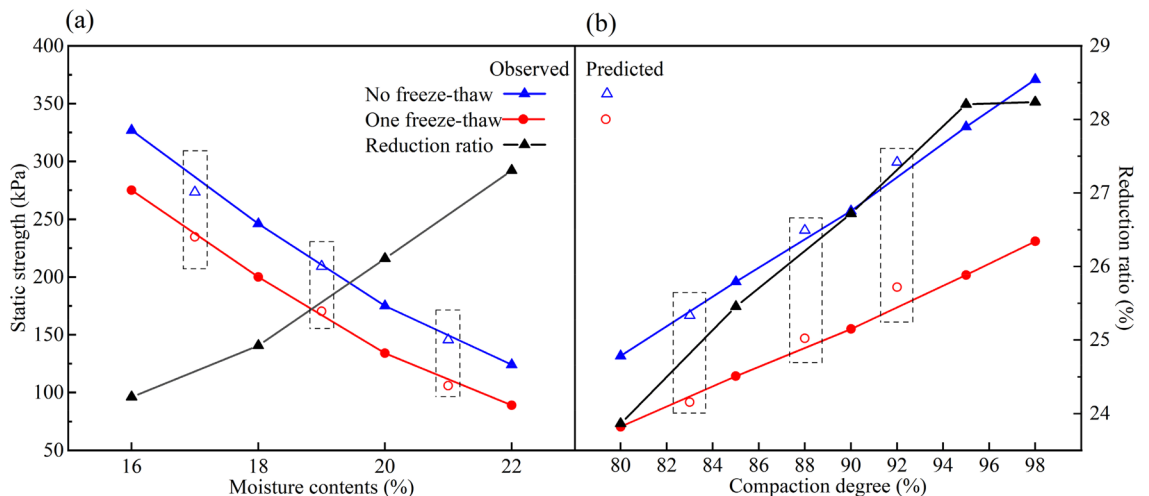 (a)
(b)
400
350
300
250
200
150
100
50
Static strength (kPa)
Observed
No freeze-thaw
One freeze-thaw
Reduction ratio
Predicted
16
18
20
22
Moisture contents (%)
80
82
84
86
88
90
92
94
96
98
Compaction degree (%)
29
28
27
26
25
24
Reduction ratio (%)